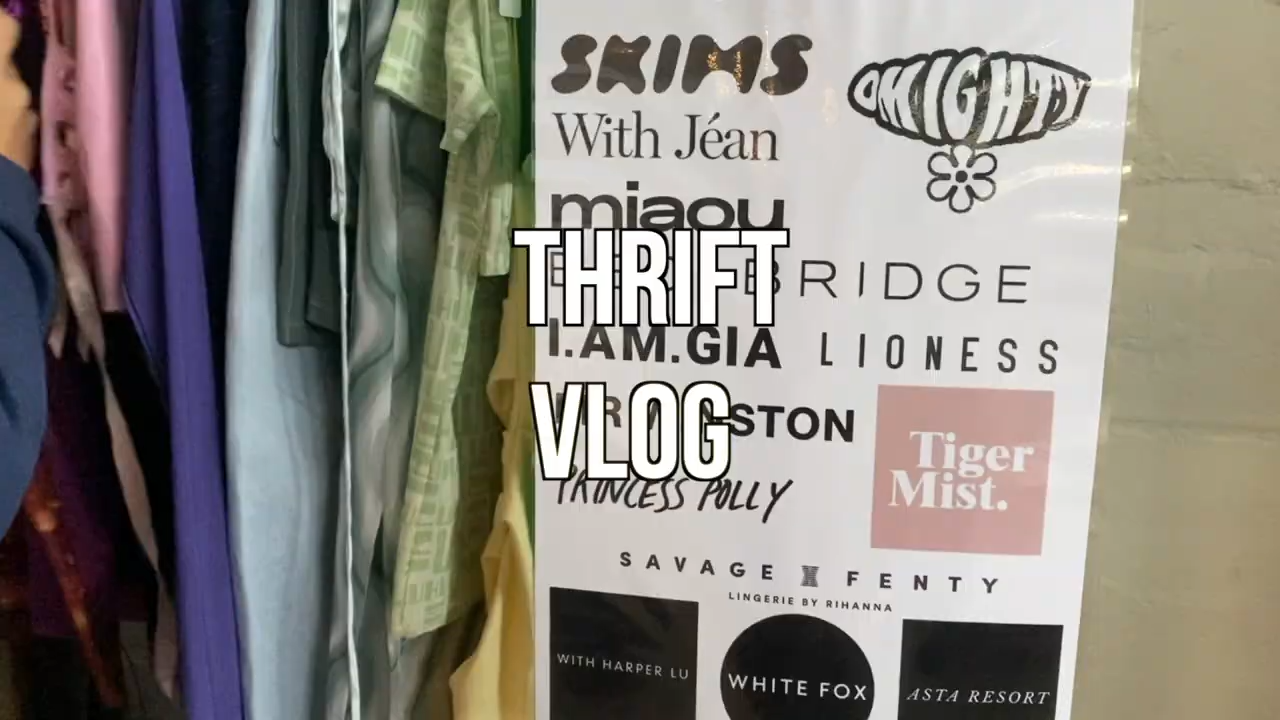 SKIMS
OMIGHTY
With Jéan
miaou
THRIFT
BRIDGE
I.AM.GIA
LIONESS
VLOG
STON
Tiger
Mist.
PRINCESS POLLY
SAVAGE X FENTY
LINGERIE BY RIHANNA
WITH HARPER LU
WHITE FOX
ASTA RESORT